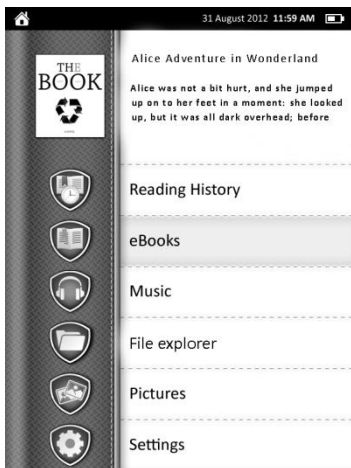 31 August 2012 11:59 AM
THE
BOOK
Alice Adventure in Wonderland
Alice was not a bit hurt, and she jumped
up on to her feet in a moment: she looked
up, but it was all dark overhead; before
Reading History
eBooks
Music
File explorer
Pictures
Settings